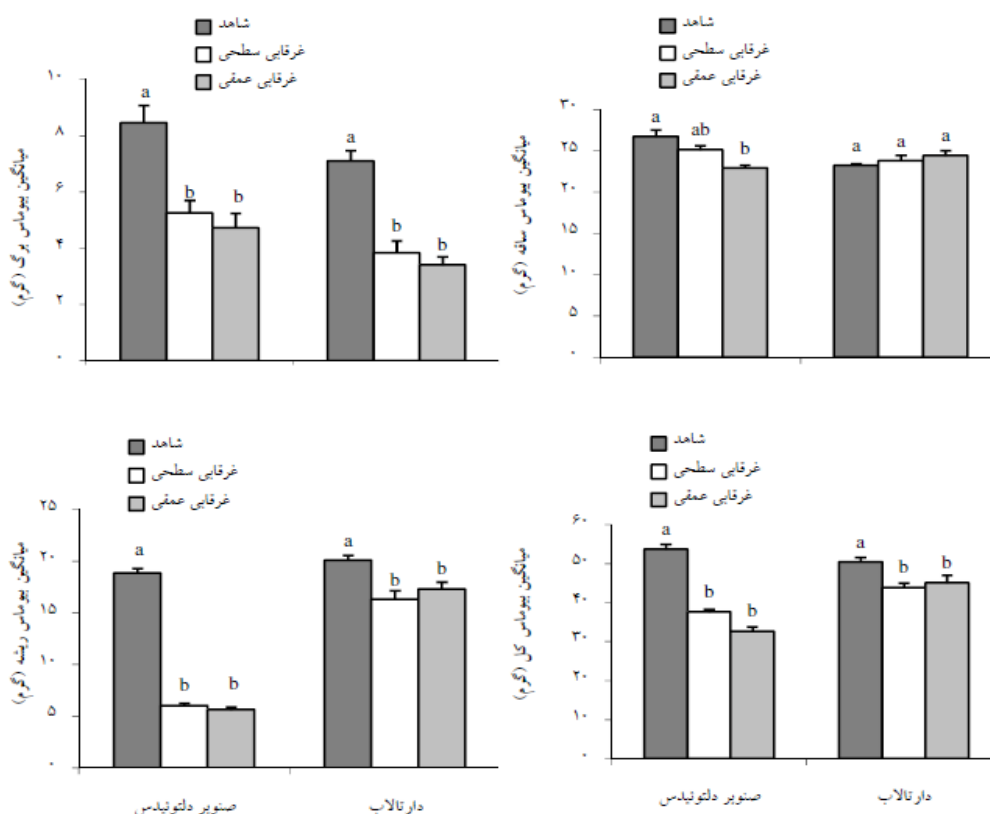 شاهد
غرقابی سطحی
غرقابی عمقی
میانگین بیوماس برگ (گرم)
۱۰
۸
۶
۴
۲
۰
a
b
b
a
b
b
شاهد
غرقابی سطحی
غرقابی عمقی
میانگین بیوماس ساقه (گرم)
۳۰
۲۵
۲۰
۱۵
۱۰
۵
۰
a
ab
b
a
a
a
شاهد
غرقابی سطحی
غرقابی عمقی
میانگین بیوماس ریشه (گرم)
۲۵
۲۰
۱۵
۱۰
۵
۰
a
b
b
a
b
b
صنوبر دلتوئیدس
دارتالاب
شاهد
غرقابی سطحی
غرقابی عمقی
میانگین بیوماس کل (گرم)
۶۰
۵۰
۴۰
۳۰
۲۰
۱۰
۰
a
b
b
a
b
b
صنوبر دلتوئیدس
دارتالاب